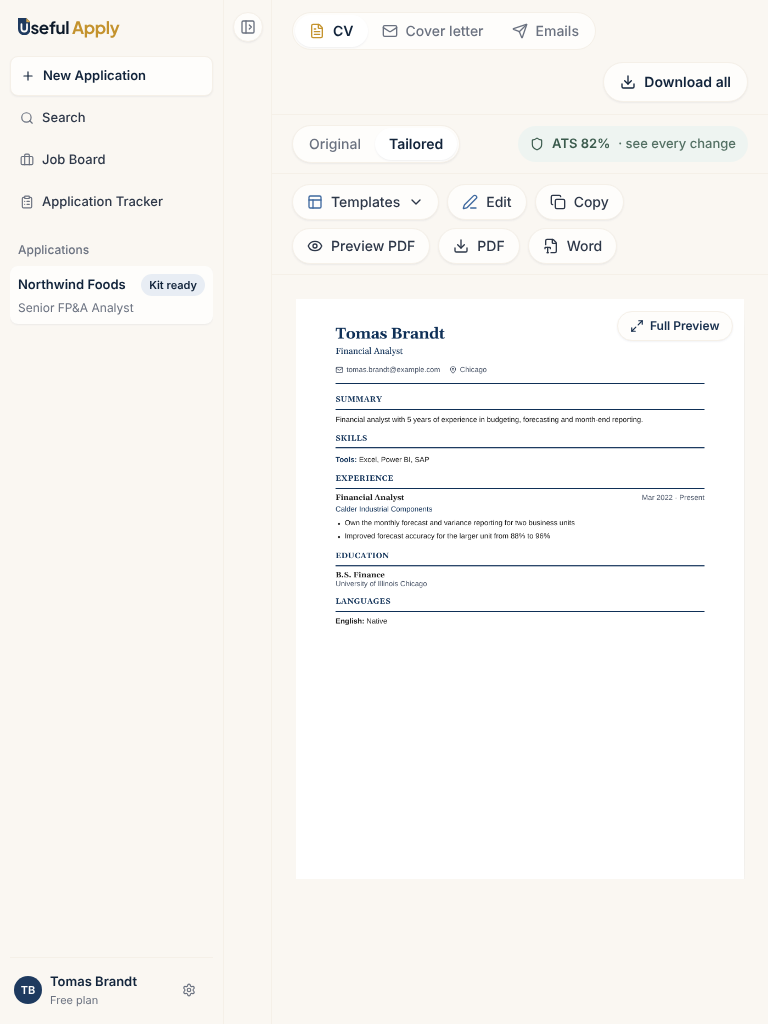 Useful Apply
New Application
Search
Job Board
Application Tracker
Applications
Northwind Foods
Kit ready
Senior FP&A Analyst
TB
Tomas Brandt
Free plan
CV
Cover letter
Emails
Download all
Original
Tailored
ATS 82% · see every change
Templates
Edit
Copy
Preview PDF
PDF
Word
Full Preview
Tomas Brandt
Financial Analyst
tomas.brandt@example.com Chicago
SUMMARY
Financial analyst with 5 years of experience in budgeting, forecasting and month-end reporting.
SKILLS
Tools: Excel, Power BI, SAP
EXPERIENCE
Financial Analyst Mar 2022 - Present
Calder Industrial Components
• Own the monthly forecast and variance reporting for two business units
• Improved forecast accuracy for the larger unit from 88% to 96%
EDUCATION
B.S. Finance
University of Illinois Chicago
LANGUAGES
English: Native